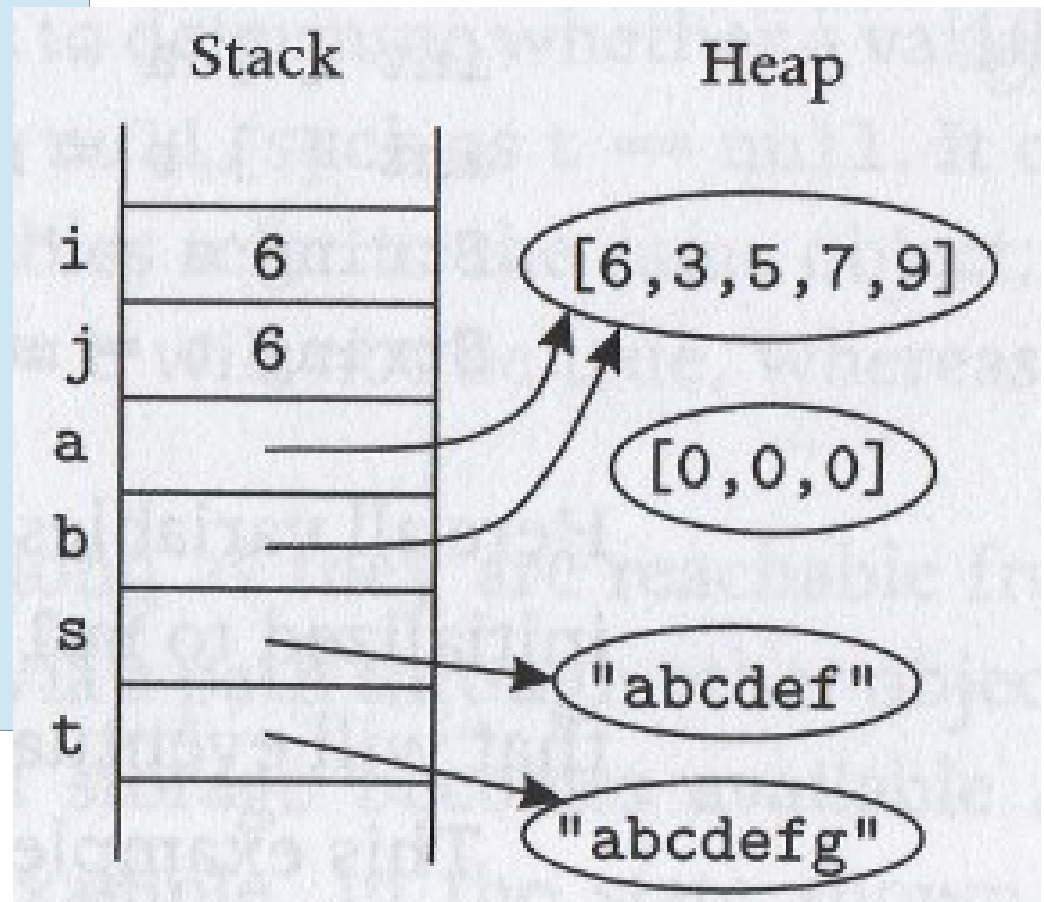 Stack Heap
i 6 [6,3,5,7,9]
j 6
a
[0,0,0]
b
s
"abcdef"
t
"abcdefg"